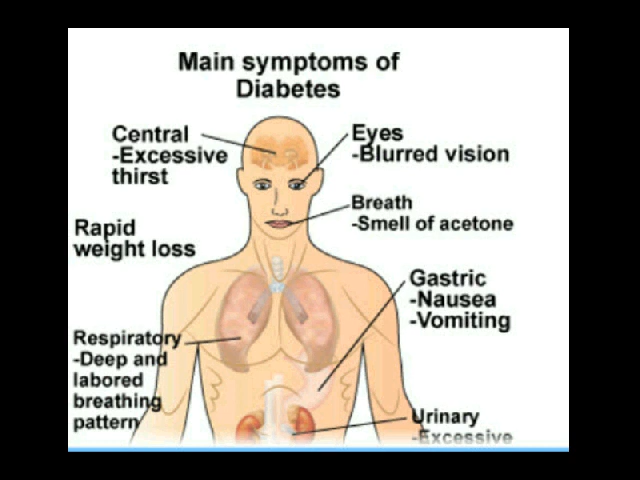 Main symptoms of
Diabetes
Central
-Excessive
thirst
Eyes
-Blurred vision
Breath
-Smell of acetone
Rapid
weight loss
Gastric
-Nausea
-Vomiting
Respiratory
-Deep and
labored
breathing
pattern
Urinary
-Excessive